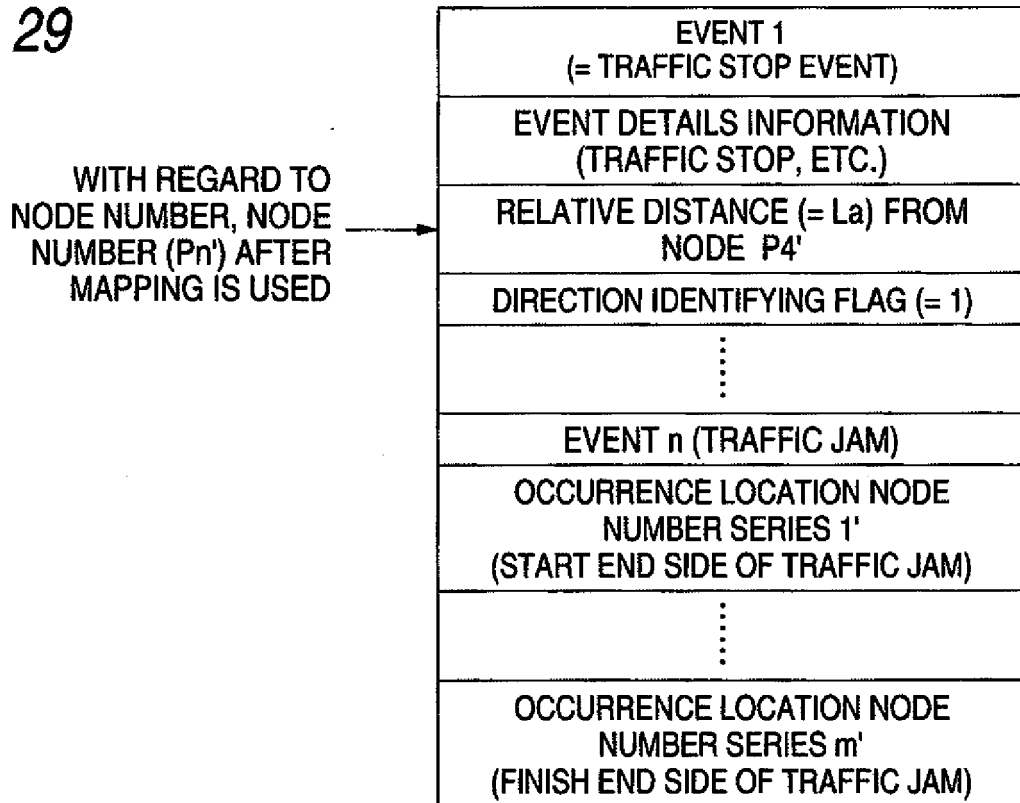 29
EVENT 1
(= TRAFFIC STOP EVENT)
EVENT DETAILS INFORMATION
(TRAFFIC STOP, ETC.)
WITH REGARD TO
NODE NUMBER, NODE
NUMBER (Pn') AFTER
MAPPING IS USED
RELATIVE DISTANCE (= La) FROM
NODE P4'
DIRECTION IDENTIFYING FLAG (= 1)
EVENT n (TRAFFIC JAM)
OCCURRENCE LOCATION NODE
NUMBER SERIES 1'
(START END SIDE OF TRAFFIC JAM)
OCCURRENCE LOCATION NODE
NUMBER SERIES m'
(FINISH END SIDE OF TRAFFIC JAM)